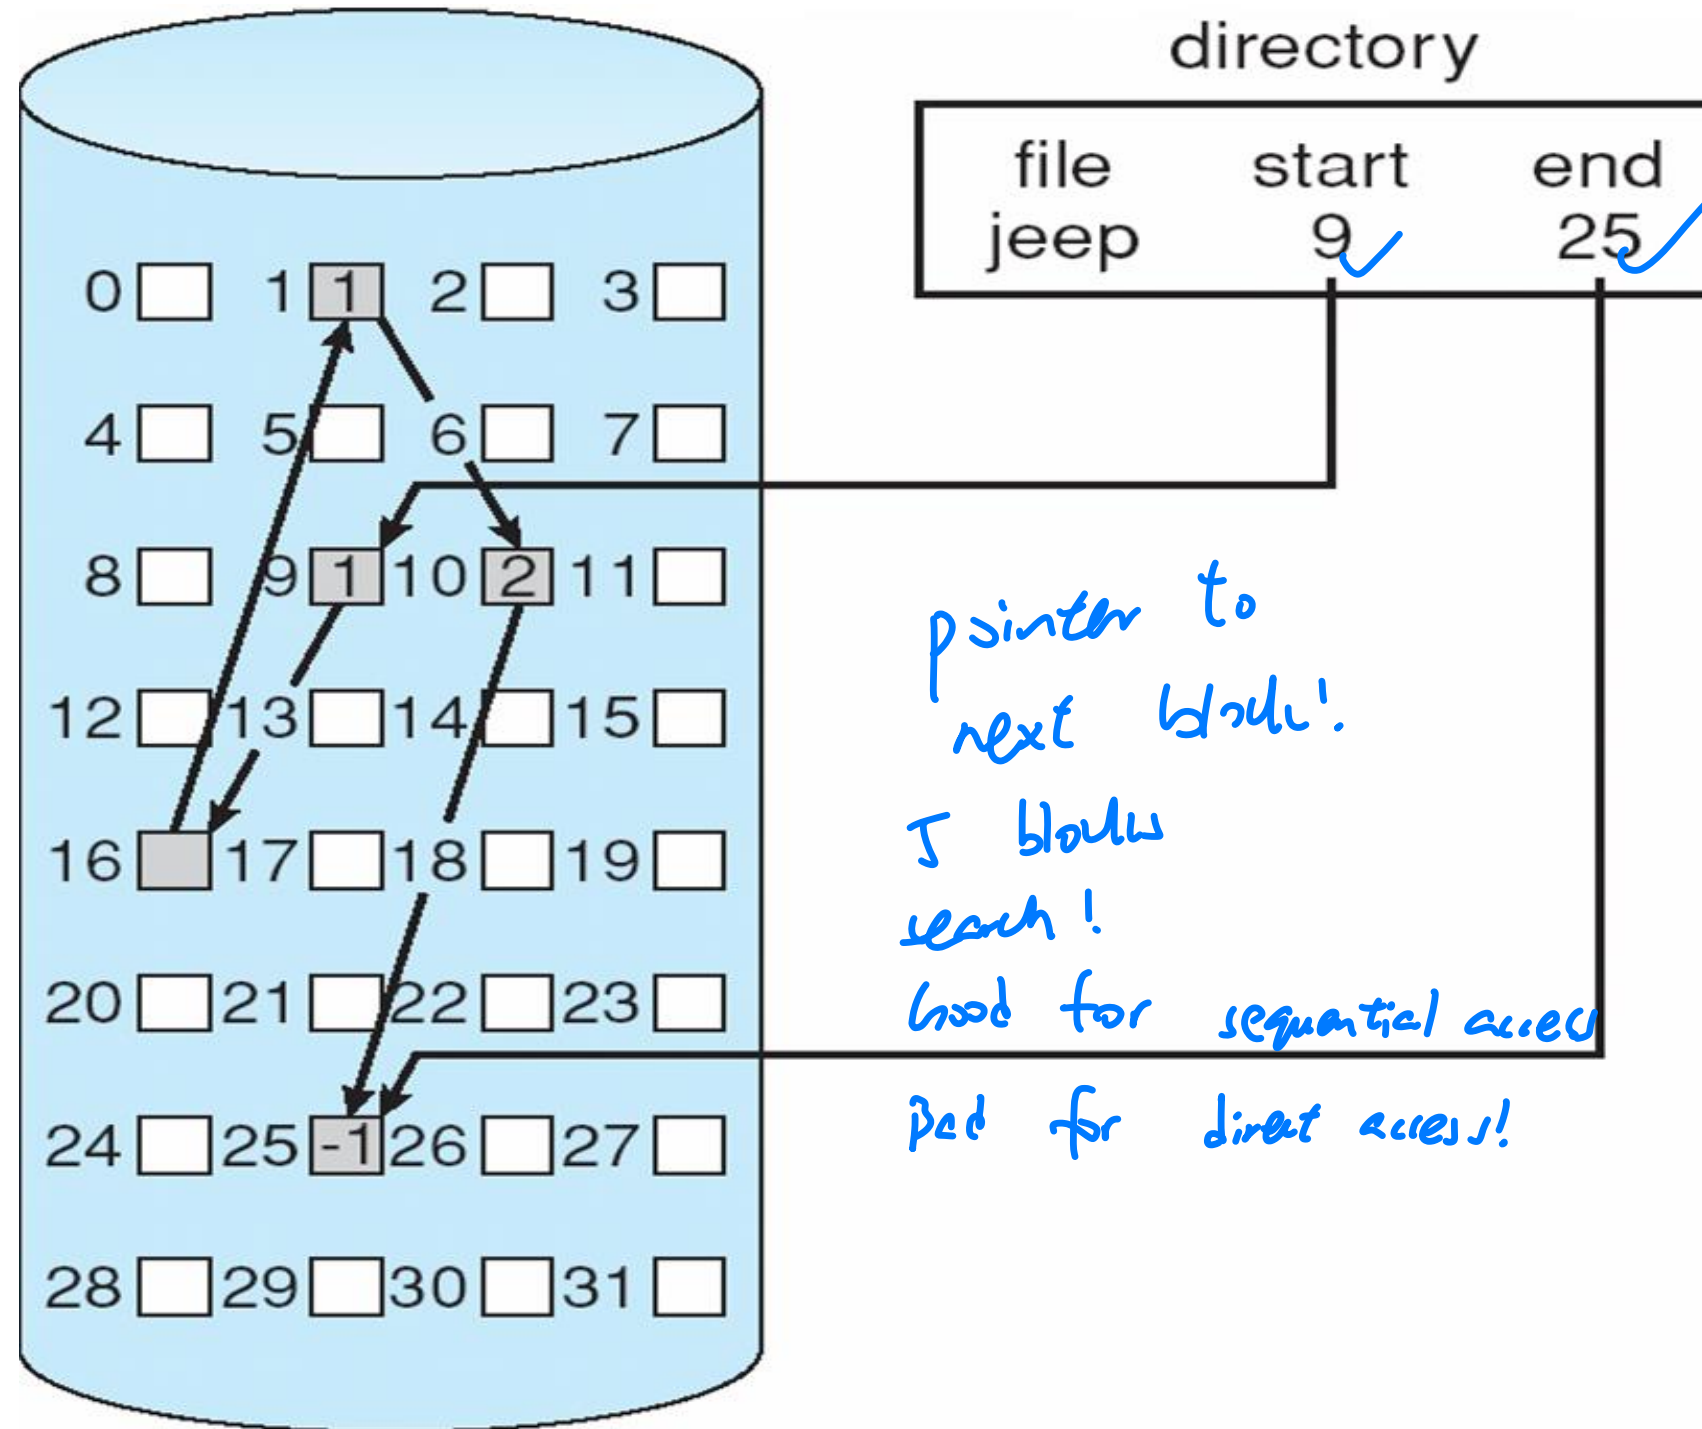 directory
file start end
jeep 9 25
0 1 1 2 3
4 5 6 7
8 9 1 10 2 11
12 13 14 15
16 17 18 19
20 21 22 23
24 25 -1 26 27
28 29 30 31
pointer to
next block!
5 blocks
search!
Good for sequential access
Bad for direct access!